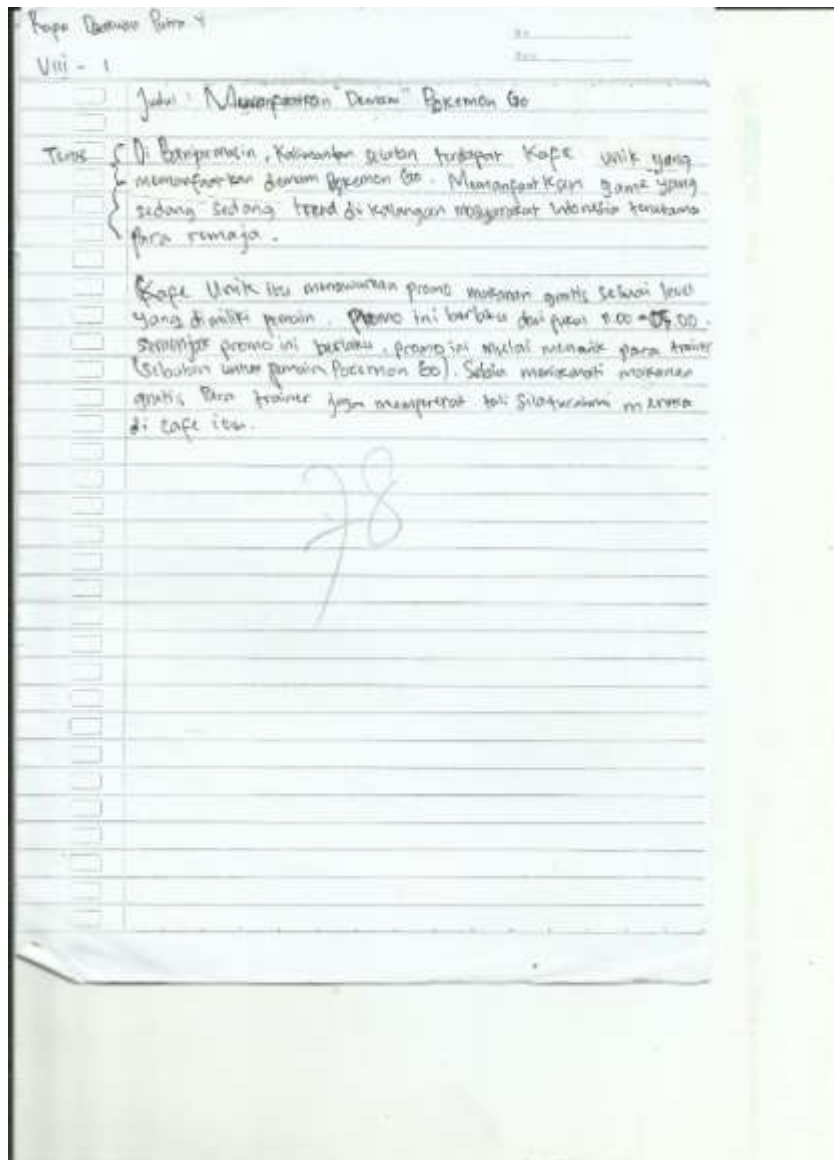 Putra Y
VIII - 1
Judul : Memanfaatkan "Demam" Pokemon Go
Teras Di Banjarmasin, Kalimantan Selatan terdapat Kafe unik yang
memanfaatkan demam Pokemon Go. Memanfaatkan game yang
sedang sedang trend di kalangan masyarakat Indonesia terutama
Para remaja.
Kafe Unik itu menawarkan promo makanan gratis sesuai level
yang dimiliki pemain. Promo ini berlaku dari pukul
promo ini berlaku, promo ini mulai menarik para trainer
(sebutan untuk pemain Pocemon Go). Selain menikmati makanan
gratis Para trainer juga mempererat tali silaturahmi mereka
di cafe itu.
78